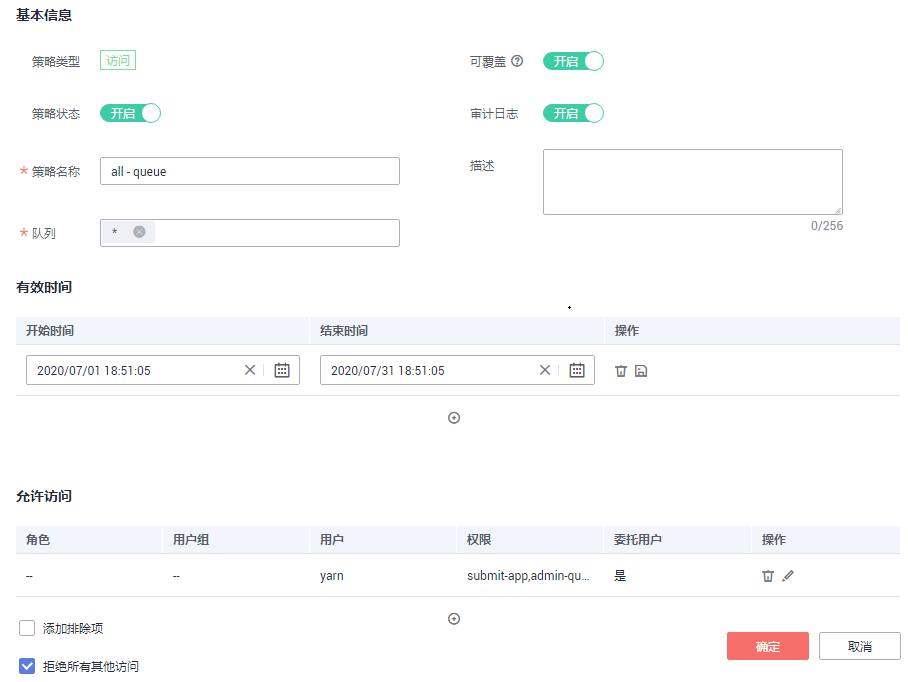 基本信息
策略类型 访问 可覆盖 开启
策略状态 开启 审计日志 开启
* 策略名称 all - queue 描述
0/256
* 队列 *
有效时间
开始时间 结束时间 操作
2020/07/01 18:51:05 2020/07/31 18:51:05
允许访问
角色 用户组 用户 权限 委托用户 操作
-- -- yarn submit-app,admin-qu... 是
添加排除项
确定 取消
拒绝所有其他访问